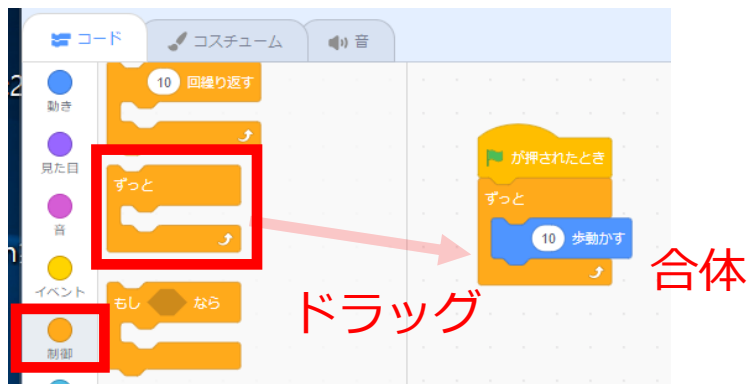 コード
コスチューム
音
動き
見た目
音
イベント
制御
10 回繰り返す
ずっと
もし なら
が押されたとき
ずっと
10 歩動かす
ドラッグ
合体